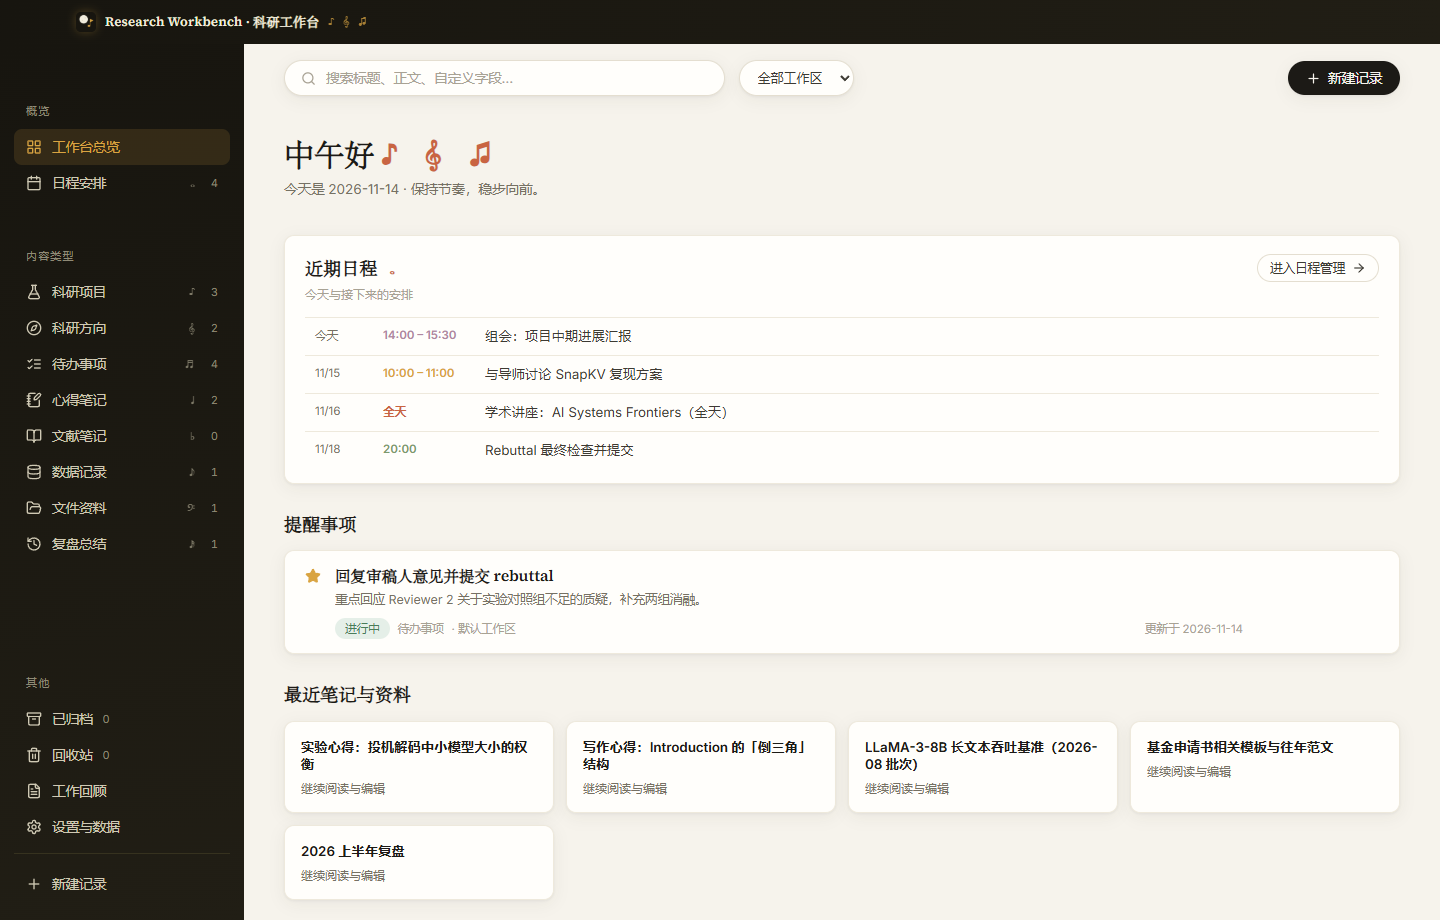 Research Workbench · 科研工作台 ♪ 𝄞 ♫
概览
工作台总览
日程安排 𝅗 4
内容类型
科研项目 ♪ 3
科研方向 𝄞 2
待办事项 ♬ 4
心得笔记 ♩ 2
文献笔记 ♭ 0
数据记录 ♪ 1
文件资料 𝄢 1
复盘总结 1
其他
已归档 0
回收站 0
工作回顾
设置与数据
+ 新建记录
搜索标题、正文、自定义字段...
全部工作区
+ 新建记录
中午好 ♪ 𝄞 ♫
今天是 2026-11-14 · 保持节奏，稳步向前。
近期日程
进入日程管理 →
今天与接下来的安排
今天 14:00 – 15:30 组会：项目中期进展汇报
11/15 10:00 – 11:00 与导师讨论 SnapKV 复现方案
11/16 全天 学术讲座：AI Systems Frontiers（全天）
11/18 20:00 Rebuttal 最终检查并提交
提醒事项
回复审稿人意见并提交 rebuttal
重点回应 Reviewer 2 关于实验对照组不足的质疑，补充两组消融。
进行中 待办事项 · 默认工作区 更新于 2026-11-14
最近笔记与资料
实验心得：投机解码中小模型大小的权
衡
继续阅读与编辑
写作心得：Introduction 的「倒三角」
结构
继续阅读与编辑
LLaMA-3-8B 长文本吞吐基准（2026-
08 批次）
继续阅读与编辑
基金申请书相关模板与往年范文
继续阅读与编辑
2026 上半年复盘
继续阅读与编辑